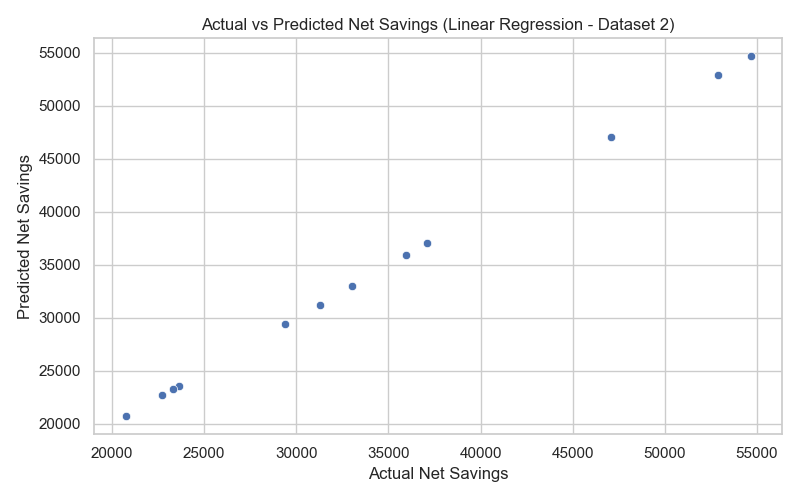 Actual vs Predicted Net Savings (Linear Regression - Dataset 2)
Predicted Net Savings
55000
50000
45000
40000
35000
30000
25000
20000
20000 25000 30000 35000 40000 45000 50000 55000
Actual Net Savings